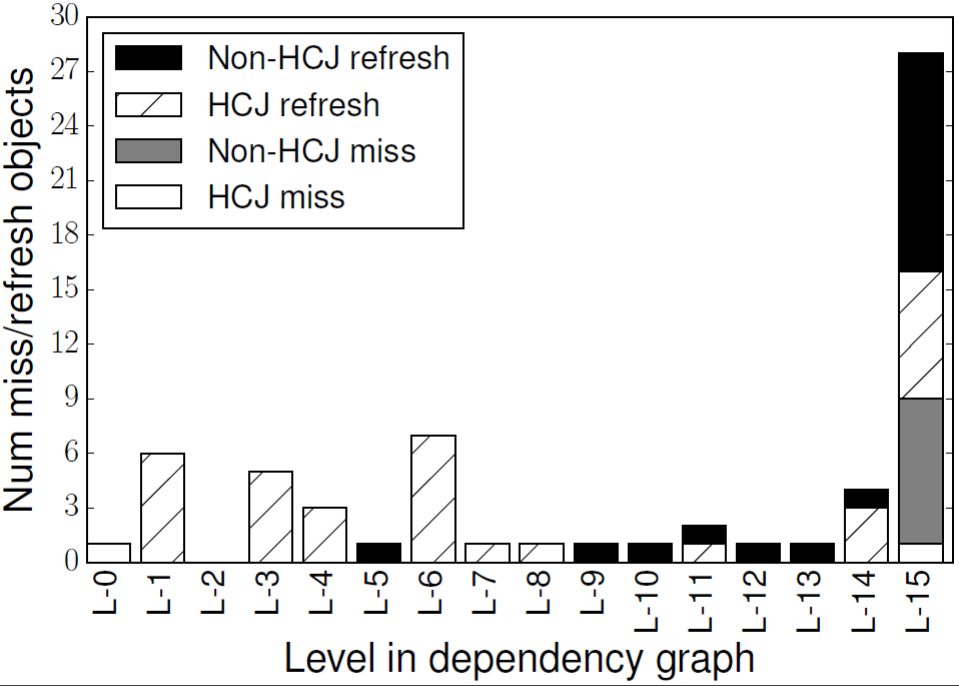 Num miss/refresh objects
30
27
24
21
18
15
12
9
6
3
0
Non-HCJ refresh
HCJ refresh
Non-HCJ miss
HCJ miss
L-0
L-1
L-2
L-3
L-4
L-5
L-6
L-7
L-8
L-9
L-10
L-11
L-12
L-13
L-14
L-15
Level in dependency graph